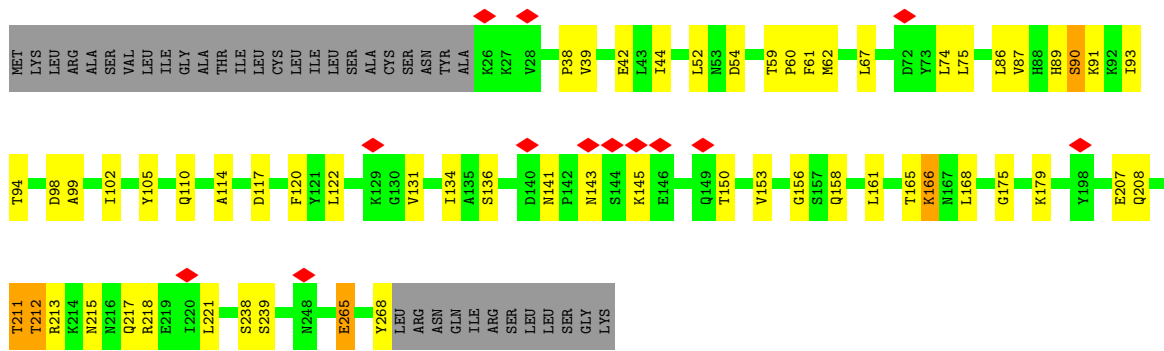 MET LYS LEU ARG ALA SER VAL LEU ILE GLY ALA THR ILE LEU CYS LEU ILE LEU SER ALA CYS SER ASN TYR ALA K26 K27 V28 P38 V39 E42 L43 I44 L52 N53 D54 T59 P60 F61 M62 L67 D72 Y73 L74 L75 L86 V87 H88 H89 S90 K91 K92 I93
T94 D98 A99 I102 Y105 Q110 A114 D117 F120 Y121 L122 K129 G130 V131 I134 A135 S136 D140 N141 P142 N143 S144 K145 E146 Q149 T150 V153 G156 S157 Q158 L161 T165 K166 N167 L168 G175 K179 Y198 E207 Q208
T211 T212 R213 K214 N215 N216 Q217 R218 E219 I220 L221 S238 S239 N248 E265 Y268 LEU ARG ASN GLN ILE ARG SER LEU LEU SER GLY LYS